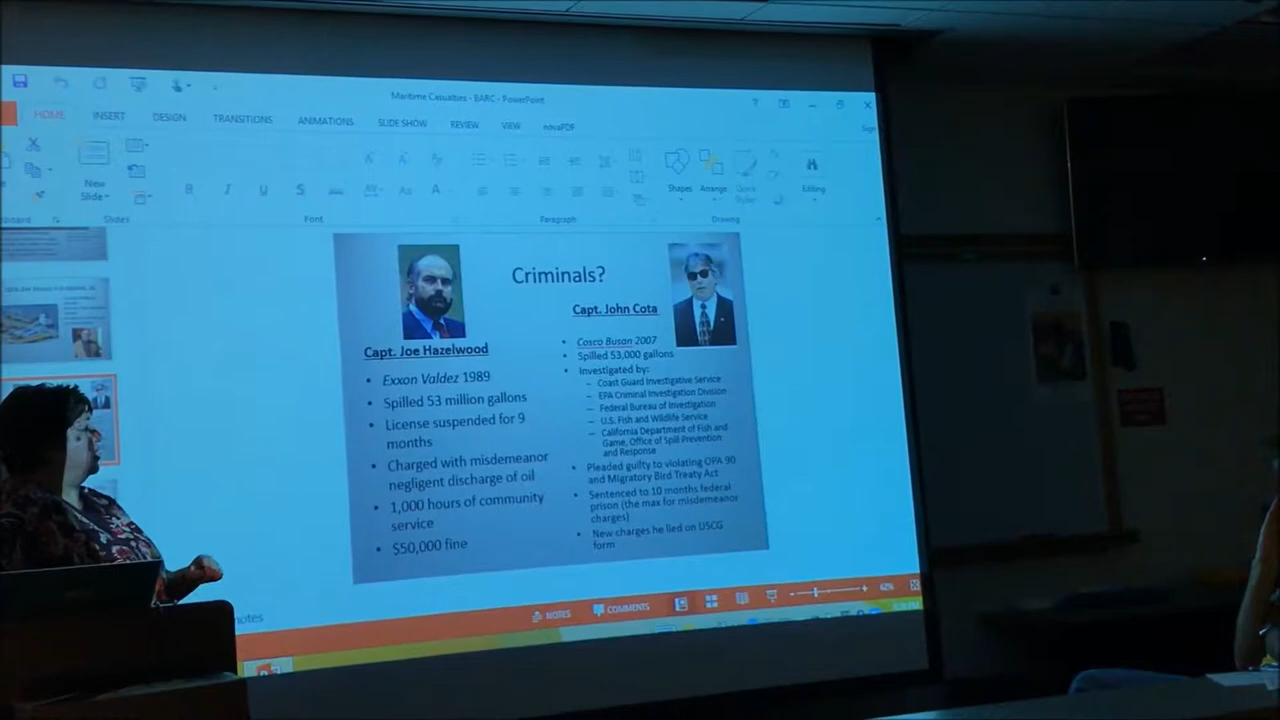 Maritime Casualties - BARC - PowerPoint
HOME INSERT DESIGN TRANSITIONS ANIMATIONS SLIDE SHOW REVIEW VIEW novaPDF
Sign
New
Slide
Shapes Arrange Quick
Styles
Editing
Slides Font Paragraph Drawing
Criminals?
Capt. Joe Hazelwood
• Exxon Valdez 1989
• Spilled 53 million gallons
• License suspended for 9
months
• Charged with misdemeanor
negligent discharge of oil
• 1,000 hours of community
service
• $50,000 fine
Capt. John Cota
• Cosco Busan 2007
• Spilled 53,000 gallons
• Investigated by:
– Coast Guard Investigative Service
– EPA Criminal Investigation Division
– Federal Bureau of Investigation
– U.S. Fish and Wildlife Service
– California Department of Fish and
Game, Office of Spill Prevention
and Response
• Pleaded guilty to violating OPA 90
and Migratory Bird Treaty Act
• Sentenced to 10 months federal
prison (the max for misdemeanor
charges)
• New charges he lied on USCG
form
notes
NOTES COMMENTS 62%